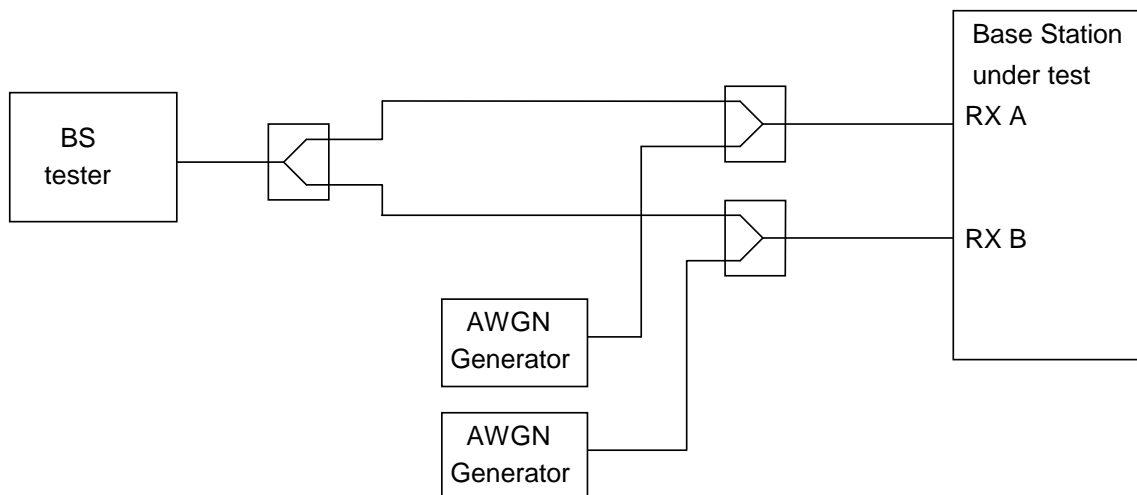 BS
tester
Base Station
under test
RX A
RX B
AWGN
Generator
AWGN
Generator